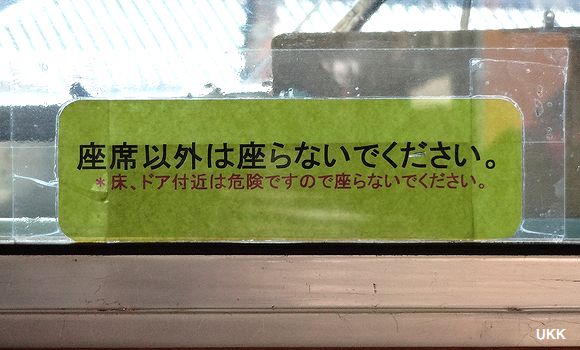 座席以外は座らないでください。
*床、ドア付近は危険ですので座らないでください。
UKK